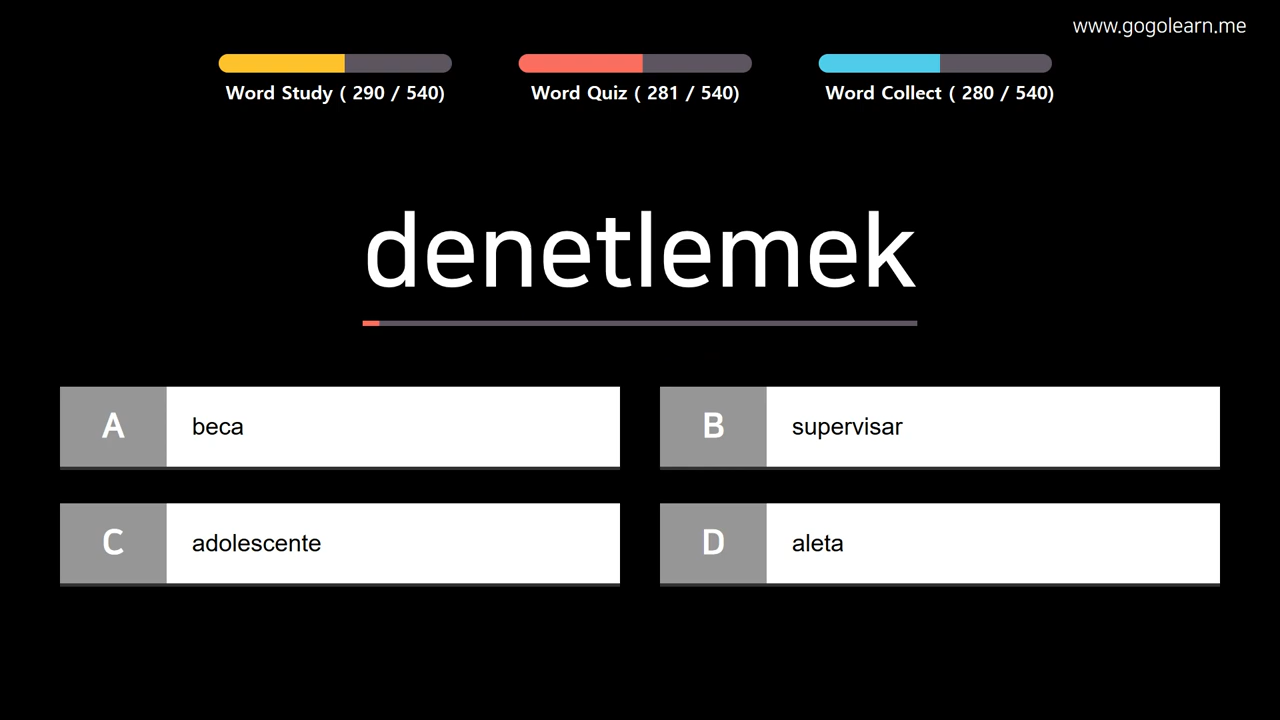 www.gogolearn.me
Word Study ( 290 / 540)
Word Quiz ( 281 / 540)
Word Collect ( 280 / 540)
denetlemek
A beca
B supervisar
C adolescente
D aleta